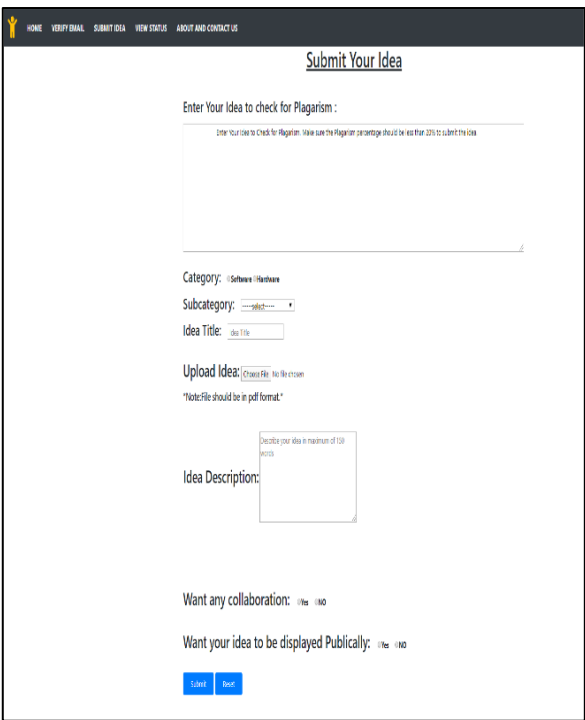 HOME VERIFY EMAIL SUBMIT IDEA VIEW STATUS ABOUT AND CONTACT US
Submit Your Idea
Enter Your Idea to check for Plagarism :
Enter Your Idea to Check for Plagarism. Make sure the Plagarism percentage should be less than 20% to submit the idea
Category: Software Hardware
Subcategory: -----select-----
Idea Title: Idea Title
Upload Idea: Choose File No file chosen
*Note:File should be in pdf format.*
Describe your idea in maximum of 150
words
Idea Description:
Want any collaboration: Yes NO
Want your idea to be displayed Publically: Yes NO
Submit Reset